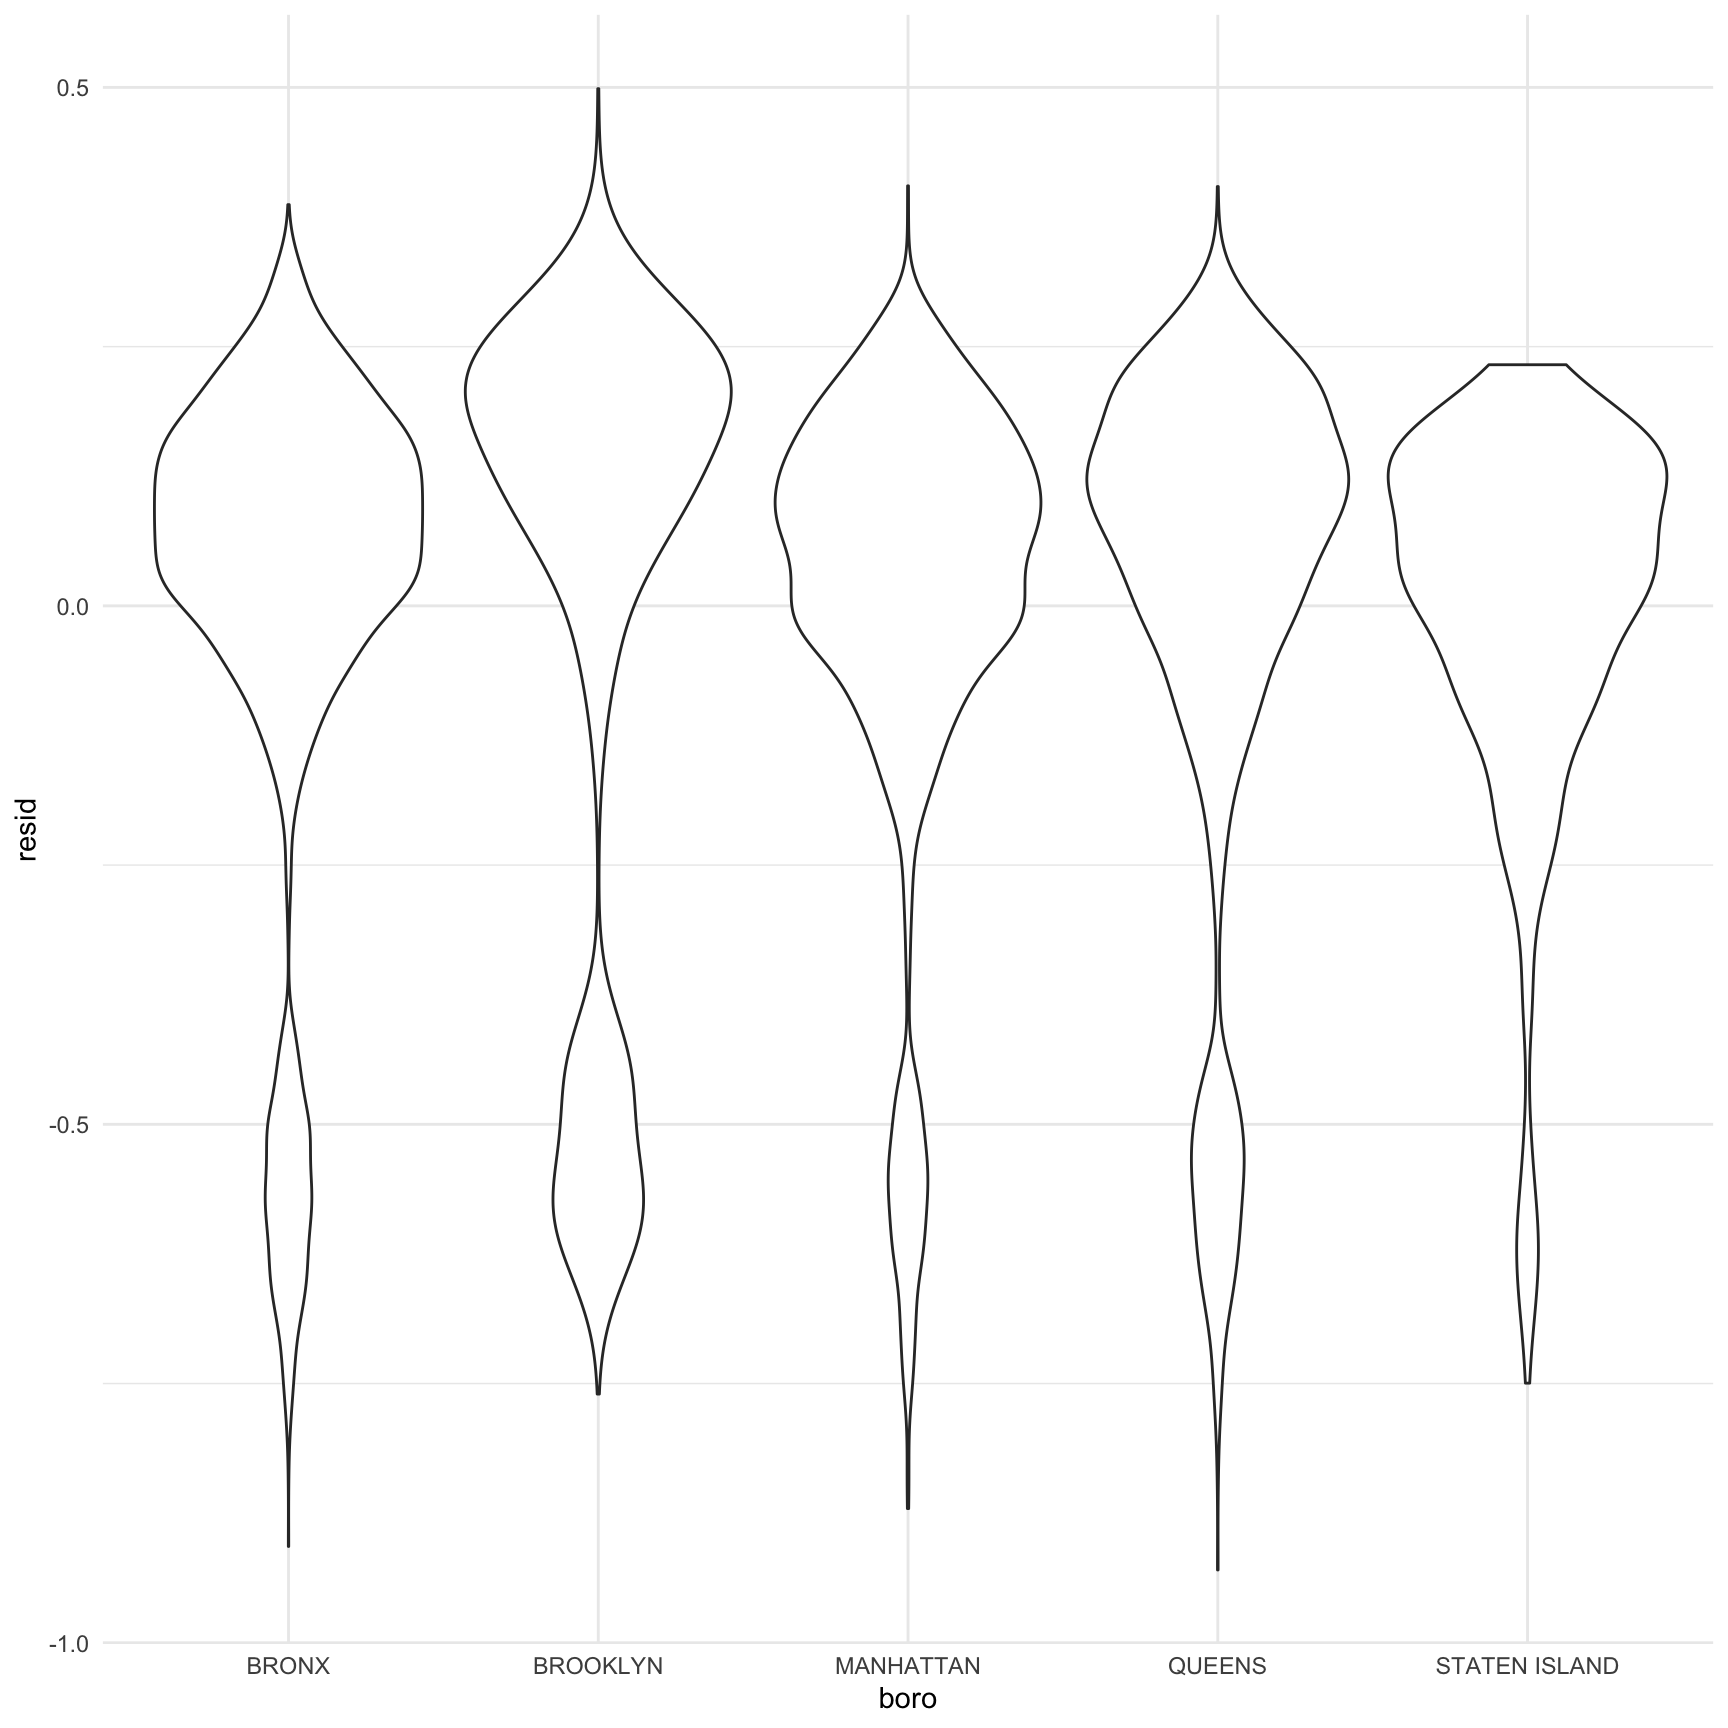 0.5
0.0
-0.5
-1.0
resid
BRONX BROOKLYN MANHATTAN QUEENS STATEN ISLAND
boro